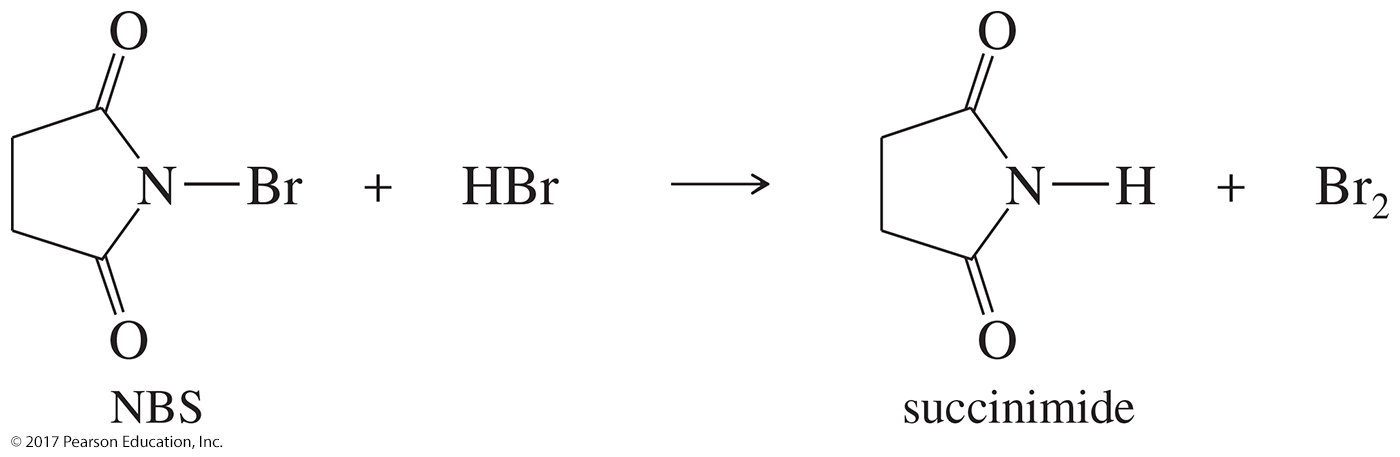 O O
N—Br + HBr ⟶ N—H + Br₂
O O
NBS succinimide
© 2017 Pearson Education, Inc.